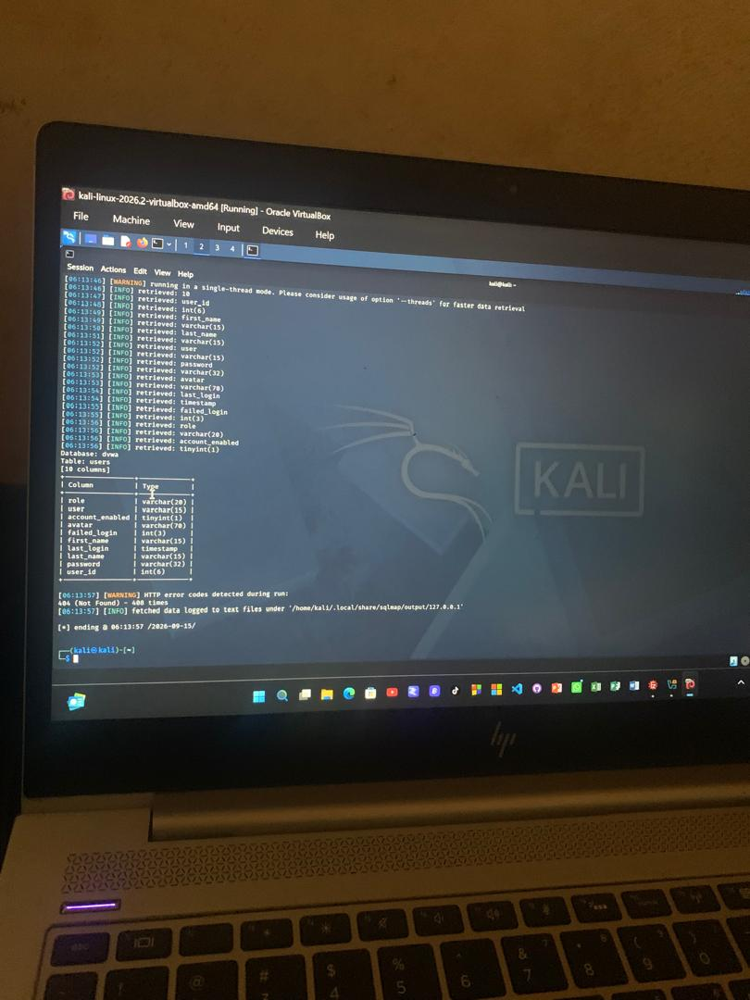 kali-linux-2026.2-virtualbox-amd64 [Running] - Oracle VirtualBox
File Machine View Input Devices Help
1 2 3 4
Session Actions Edit View Help
kali@kali: ~
[06:13:46] [WARNING] running in a single-thread mode. Please consider usage of option '--threads' for faster data retrieval
[06:13:46] [INFO] retrieved: 10
[06:13:47] [INFO] retrieved: user_id
[06:13:48] [INFO] retrieved: int(6)
[06:13:49] [INFO] retrieved: first_name
[06:13:49] [INFO] retrieved: varchar(15)
[06:13:50] [INFO] retrieved: last_name
[06:13:51] [INFO] retrieved: varchar(15)
[06:13:52] [INFO] retrieved: user
[06:13:52] [INFO] retrieved: varchar(15)
[06:13:52] [INFO] retrieved: password
[06:13:52] [INFO] retrieved: varchar(32)
[06:13:53] [INFO] retrieved: avatar
[06:13:53] [INFO] retrieved: varchar(70)
[06:13:54] [INFO] retrieved: last_login
[06:13:54] [INFO] retrieved: timestamp
[06:13:55] [INFO] retrieved: failed_login
[06:13:55] [INFO] retrieved: int(3)
[06:13:56] [INFO] retrieved: role
[06:13:56] [INFO] retrieved: varchar(20)
[06:13:56] [INFO] retrieved: account_enabled
[06:13:56] [INFO] retrieved: tinyint(1)
Database: dvwa
Table: users
[10 columns]
| Column | Type |
| role | varchar(20) |
| user | varchar(15) |
| account_enabled | tinyint(1) |
| avatar | varchar(70) |
| failed_login | int(3) |
| first_name | varchar(15) |
| last_login | timestamp |
| last_name | varchar(15) |
| password | varchar(32) |
| user_id | int(6) |
[06:13:57] [WARNING] HTTP error codes detected during run:
404 (Not Found) - 408 times
[06:13:57] [INFO] fetched data logged to text files under '/home/kali/.local/share/sqlmap/output/127.0.0.1'
[*] ending @ 06:13:57 /2026-09-15/
(kali㉿kali)-[~]
$
KALI
hp
esc
@ # $ % 5 6 & 7 * 8 ( 9 ) 0